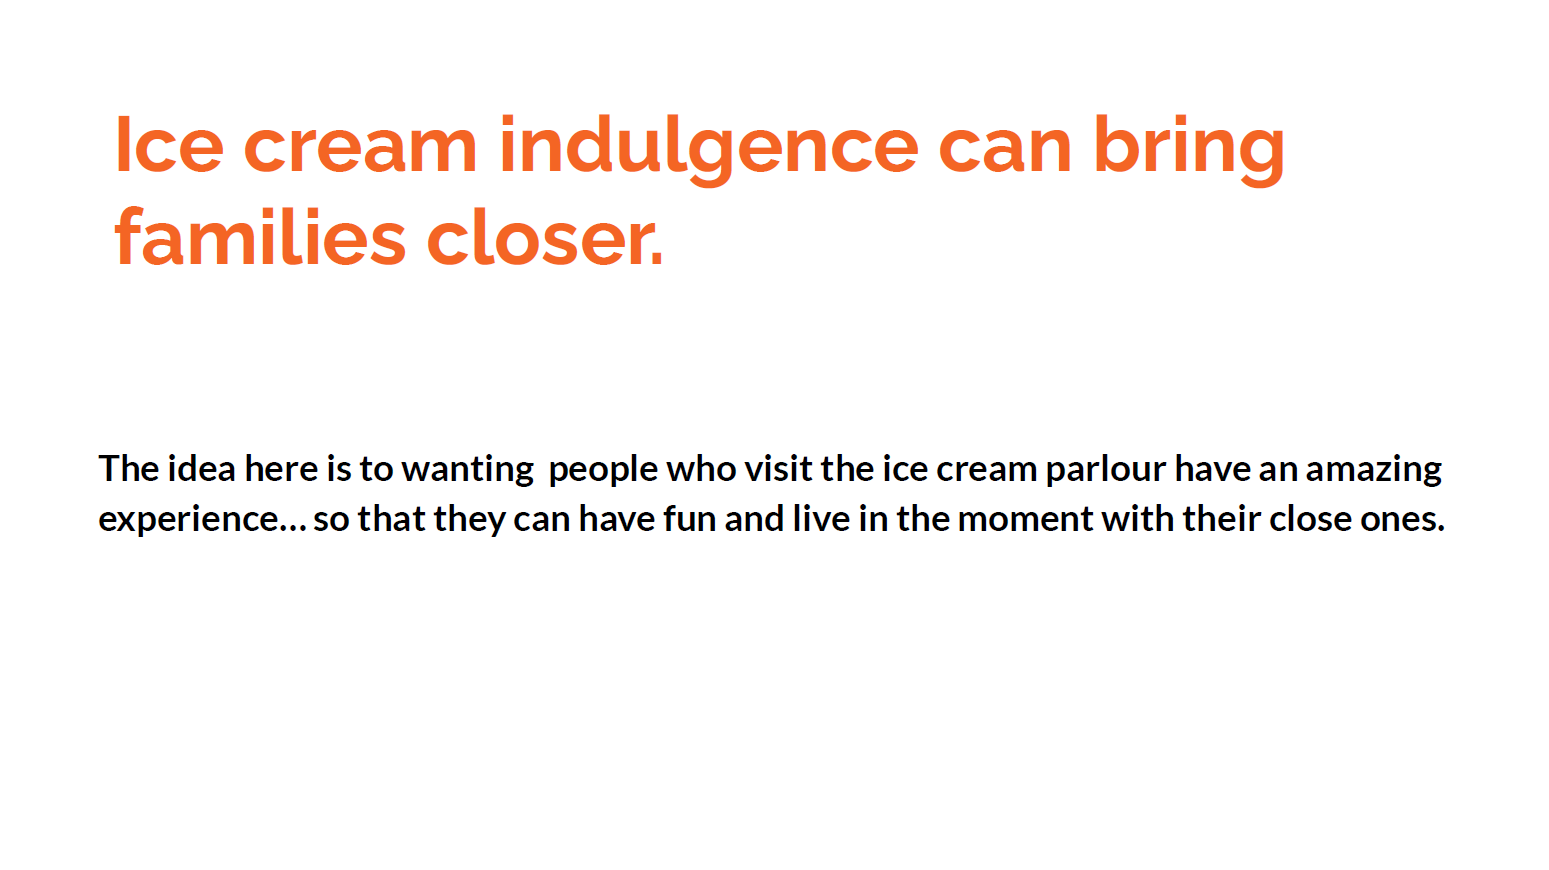 Ice cream indulgence can bring
families closer.
The idea here is to wanting  people who visit the ice cream parlour have an amazing
experience... so that they can have fun and live in the moment with their close ones.